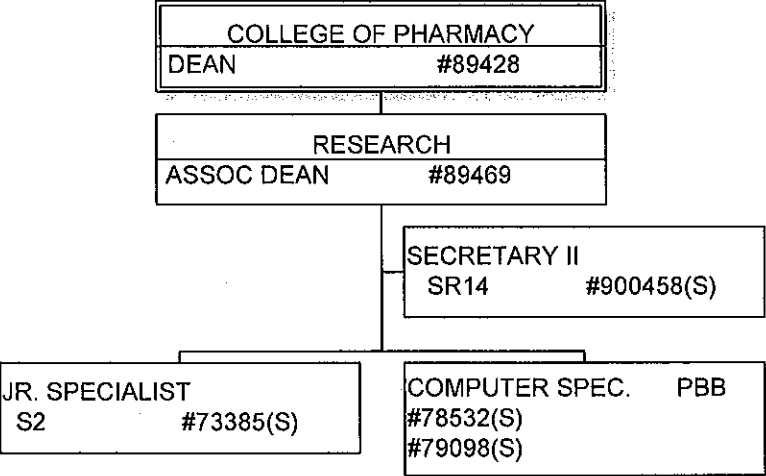 COLLEGE OF PHARMACY
DEAN #89428
RESEARCH
ASSOC DEAN #89469
SECRETARY II
SR14 #900458(S)
JR. SPECIALIST
S2 #73385(S)
COMPUTER SPEC. PBB
#78532(S)
#79098(S)